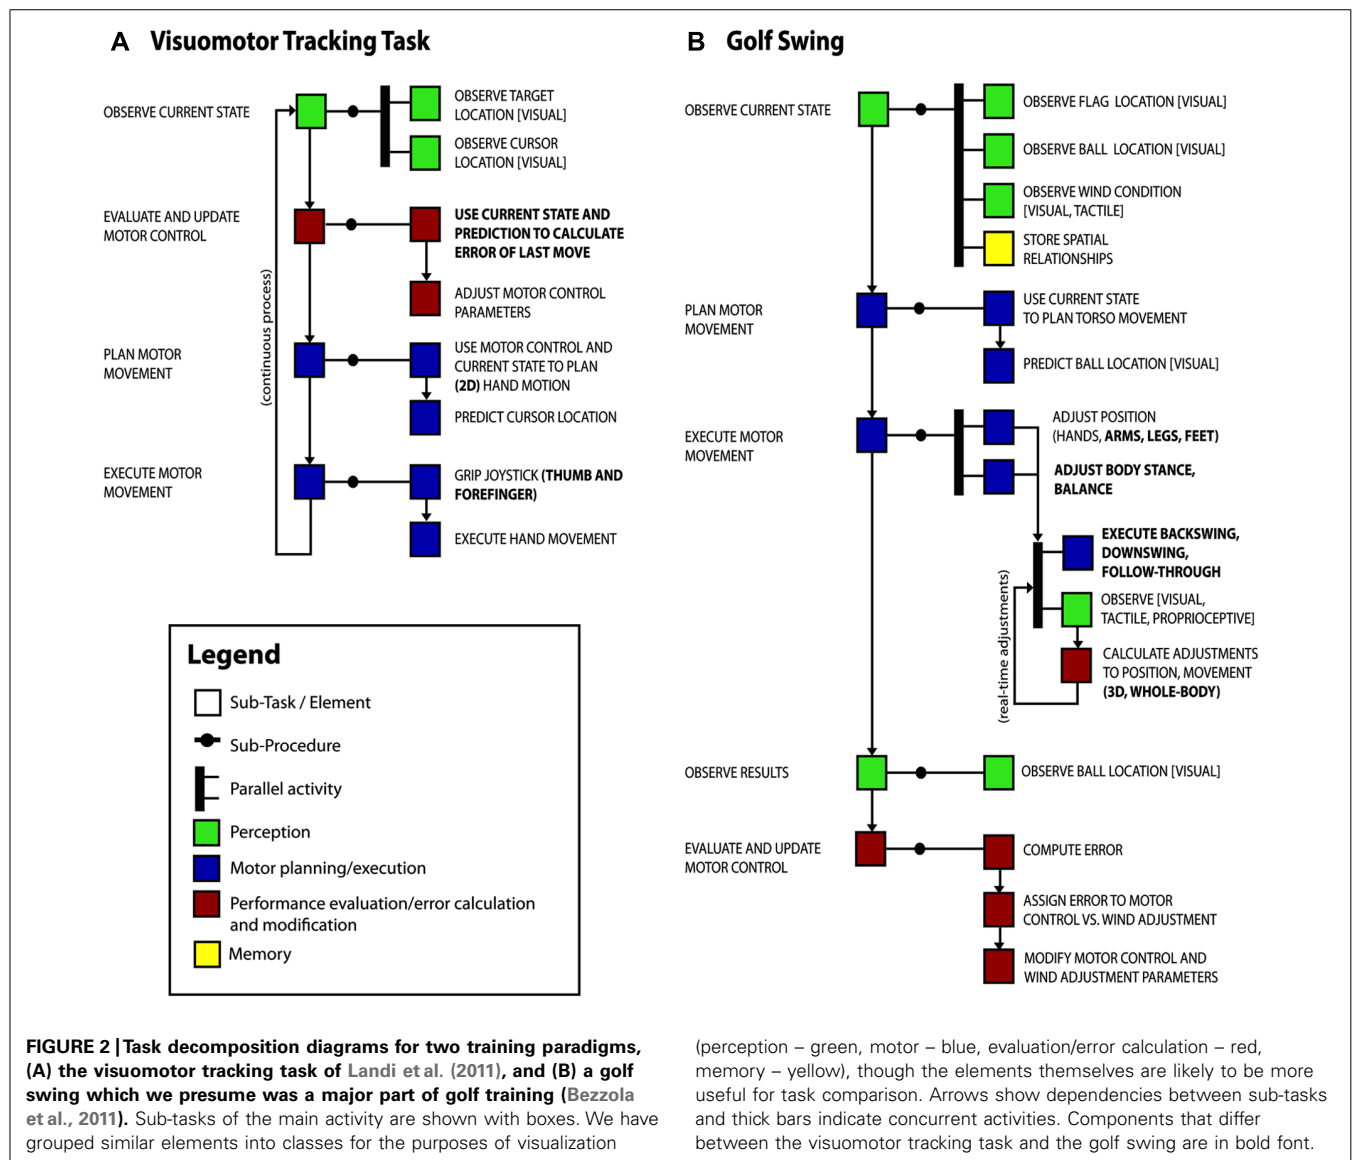 A Visuomotor Tracking Task
OBSERVE CURRENT STATE
OBSERVE TARGET
LOCATION [VISUAL]
OBSERVE CURSOR
LOCATION [VISUAL]
EVALUATE AND UPDATE
MOTOR CONTROL
USE CURRENT STATE AND
PREDICTION TO CALCULATE
ERROR OF LAST MOVE
ADJUST MOTOR CONTROL
PARAMETERS
(continuous process)
PLAN MOTOR
MOVEMENT
USE MOTOR CONTROL AND
CURRENT STATE TO PLAN
(2D) HAND MOTION
PREDICT CURSOR LOCATION
EXECUTE MOTOR
MOVEMENT
GRIP JOYSTICK (THUMB AND
FOREFINGER)
EXECUTE HAND MOVEMENT
Legend
Sub-Task / Element
Sub-Procedure
Parallel activity
Perception
Motor planning/execution
Performance evaluation/error calculation
and modification
Memory
B Golf Swing
OBSERVE CURRENT STATE
OBSERVE FLAG LOCATION [VISUAL]
OBSERVE BALL LOCATION [VISUAL]
OBSERVE WIND CONDITION
[VISUAL, TACTILE]
STORE SPATIAL
RELATIONSHIPS
PLAN MOTOR
MOVEMENT
USE CURRENT STATE
TO PLAN TORSO MOVEMENT
PREDICT BALL LOCATION [VISUAL]
EXECUTE MOTOR
MOVEMENT
ADJUST POSITION
(HANDS, ARMS, LEGS, FEET)
ADJUST BODY STANCE,
BALANCE
EXECUTE BACKSWING,
DOWNSWING,
FOLLOW-THROUGH
OBSERVE [VISUAL,
TACTILE, PROPRIOCEPTIVE]
CALCULATE ADJUSTMENTS
TO POSITION, MOVEMENT
(3D, WHOLE-BODY)
(real-time adjustments)
OBSERVE RESULTS
OBSERVE BALL LOCATION [VISUAL]
EVALUATE AND UPDATE
MOTOR CONTROL
COMPUTE ERROR
ASSIGN ERROR TO MOTOR
CONTROL VS. WIND ADJUSTMENT
MODIFY MOTOR CONTROL AND
WIND ADJUSTMENT PARAMETERS
FIGURE 2 | Task decomposition diagrams for two training paradigms,
(A) the visuomotor tracking task of Landi et al. (2011), and (B) a golf
swing which we presume was a major part of golf training (Bezzola
et al., 2011). Sub-tasks of the main activity are shown with boxes. We have
grouped similar elements into classes for the purposes of visualization
(perception – green, motor – blue, evaluation/error calculation – red,
memory – yellow), though the elements themselves are likely to be more
useful for task comparison. Arrows show dependencies between sub-tasks
and thick bars indicate concurrent activities. Components that differ
between the visuomotor tracking task and the golf swing are in bold font.